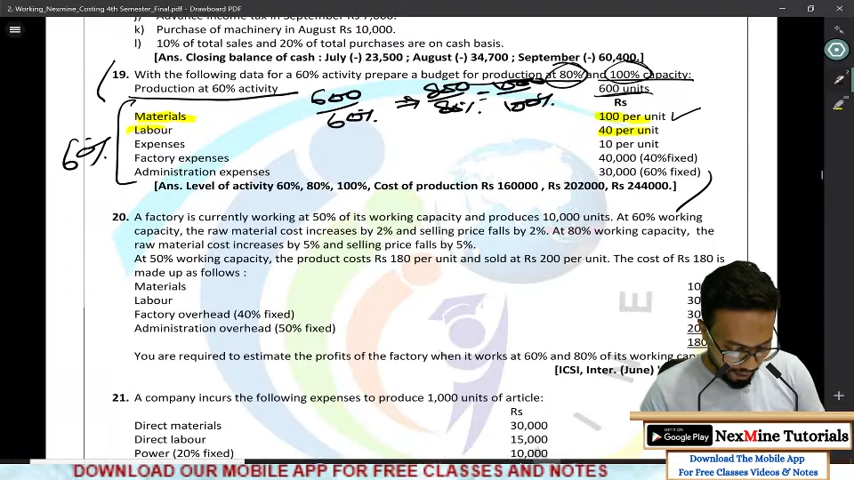 2. Working_Nexmine_Costing 4th Semester_Final.pdf - Drawboard PDF
k) Purchase of machinery in August Rs 10,000.
l) 10% of total sales and 20% of total purchases are on cash basis.
[Ans. Closing balance of cash : July (-) 23,500 ; August (-) 34,700 ; September (-) 60,400.]
19. With the following data for a 60% activity prepare a budget for production at 80% and 100% capacity:
Production at 60% activity 600 units
600 / 60% ⇒ 800 / 80% = 1000 / 100%
Rs
Materials 100 per unit
Labour 40 per unit
60%
Expenses 10 per unit
Factory expenses 40,000 (40%fixed)
Administration expenses 30,000 (60% fixed)
[Ans. Level of activity 60%, 80%, 100%, Cost of production Rs 160000 , Rs 202000, Rs 244000.]
20. A factory is currently working at 50% of its working capacity and produces 10,000 units. At 60% working
capacity, the raw material cost increases by 2% and selling price falls by 2%. At 80% working capacity, the
raw material cost increases by 5% and selling price falls by 5%.
At 50% working capacity, the product costs Rs 180 per unit and sold at Rs 200 per unit. The cost of Rs 180 is
made up as follows :
Materials
Labour
Factory overhead (40% fixed)
Administration overhead (50% fixed)
180
You are required to estimate the profits of the factory when it works at 60% and 80% of its working
[ICSI, Inter. (June)
21. A company incurs the following expenses to produce 1,000 units of article:
Rs
Direct materials 30,000
Direct labour 15,000
Power (20% fixed) 10,000
GET IT ON
Google Play
NexMine Tutorials
Download The Mobile App
For Free Classes Videos & Notes
DOWNLOAD OUR MOBILE APP FOR FREE CLASSES AND NOTES